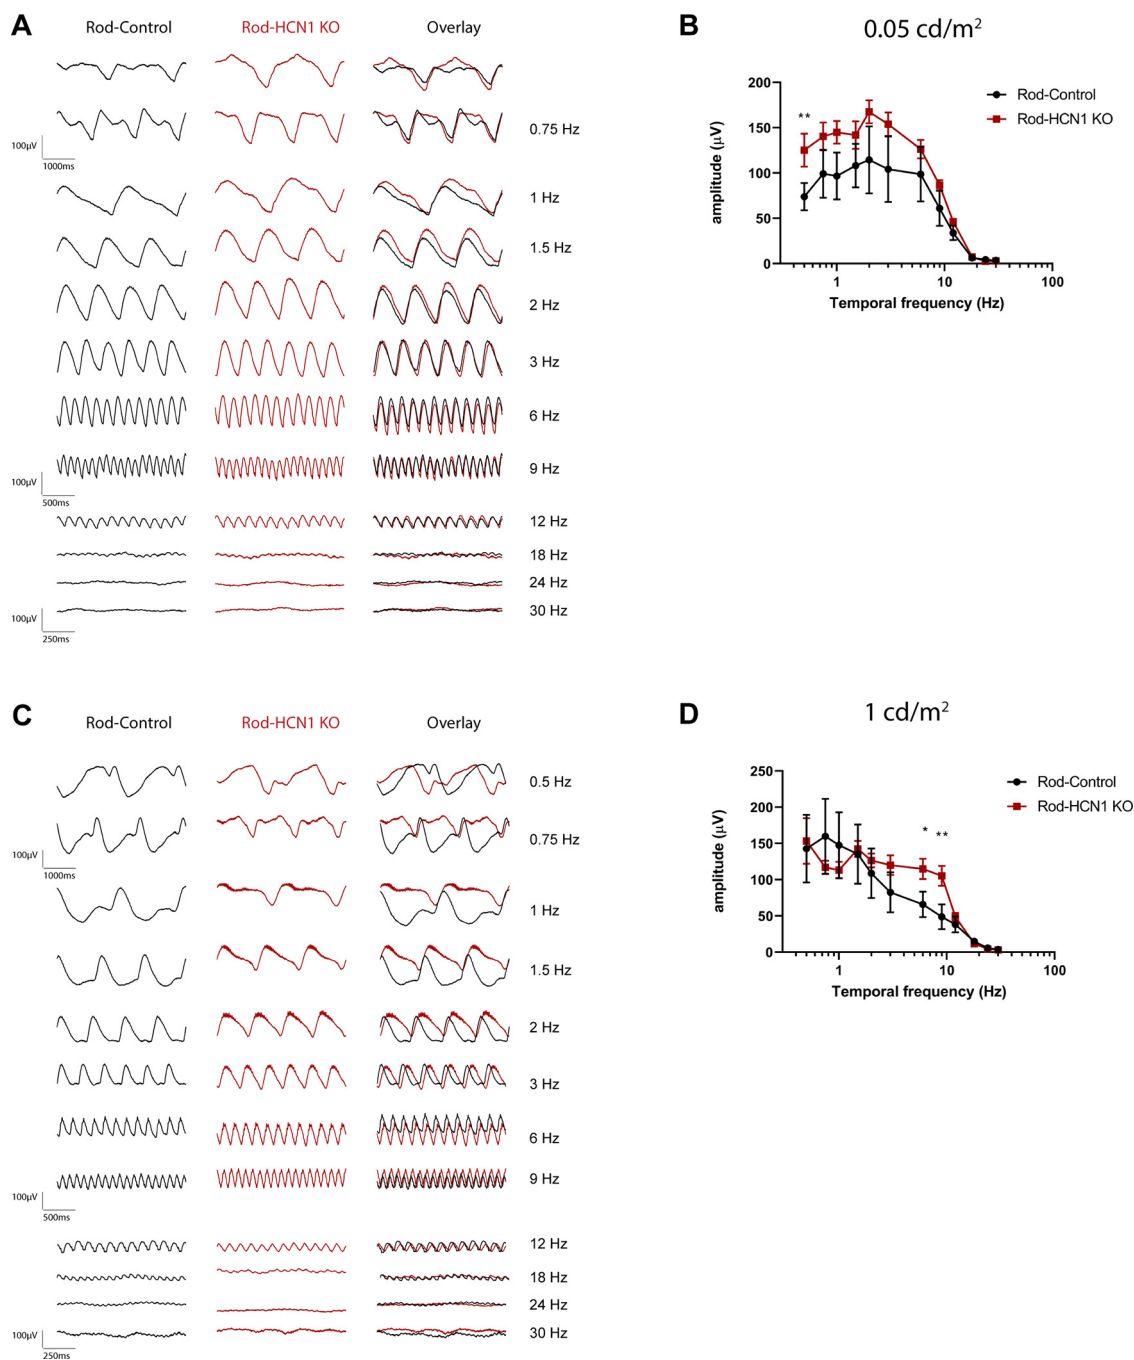 A
Rod-Control
Rod-HCN1 KO
Overlay
0.75 Hz
100µV
1000ms
1 Hz
1.5 Hz
2 Hz
3 Hz
6 Hz
9 Hz
100µV
500ms
12 Hz
18 Hz
24 Hz
30 Hz
100µV
250ms
B
0.05 cd/m²
Rod-Control
Rod-HCN1 KO
**
200
150
100
50
0
amplitude (µV)
1
10
100
Temporal frequency (Hz)
C
Rod-Control
Rod-HCN1 KO
Overlay
0.5 Hz
0.75 Hz
100µV
1000ms
1 Hz
1.5 Hz
2 Hz
3 Hz
6 Hz
9 Hz
100µV
500ms
12 Hz
18 Hz
24 Hz
30 Hz
100µV
250ms
D
1 cd/m²
Rod-Control
Rod-HCN1 KO
* **
250
200
150
100
50
0
amplitude (µV)
1
10
100
Temporal frequency (Hz)